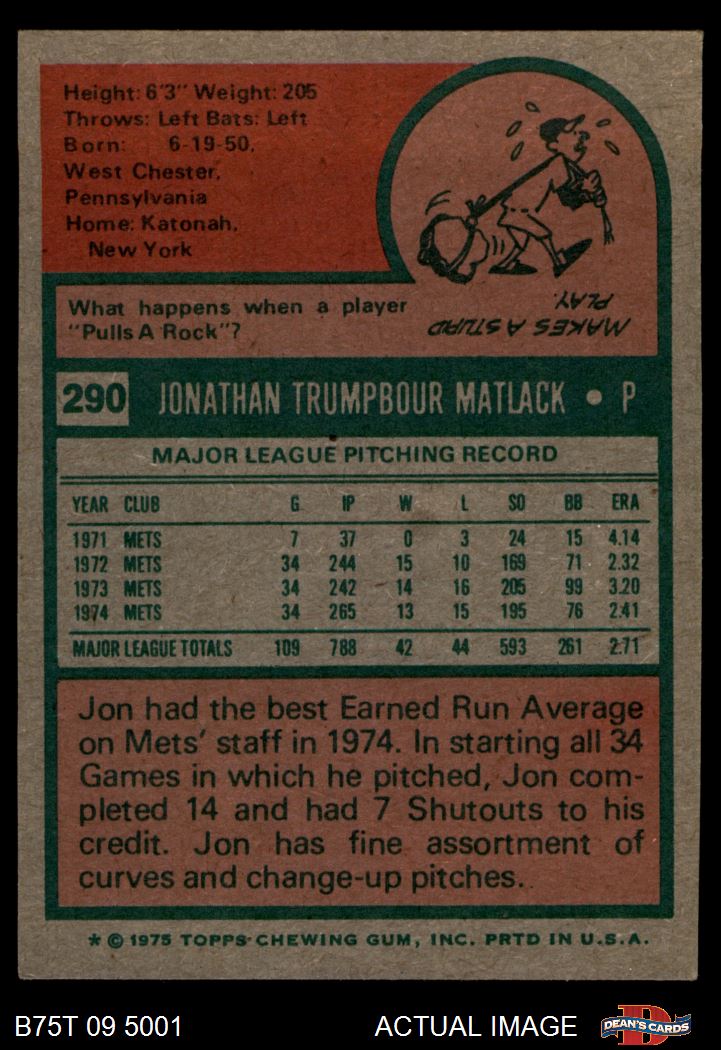 Height: 6'3" Weight: 205
Throws: Left Bats: Left
Born: 6-19-50,
West Chester,
Pennsylvania
Home: Katonah,
New York
What happens when a player
"Pulls A Rock"?
MAKES A STUPID
PLAY.
290 JONATHAN TRUMPBOUR MATLACK • P
MAJOR LEAGUE PITCHING RECORD
YEAR CLUB G IP W L SO BB ERA
1971 METS 7 37 0 3 24 15 4.14
1972 METS 34 244 15 10 169 71 2.32
1973 METS 34 242 14 16 205 99 3.20
1974 METS 34 265 13 15 195 76 2.41
MAJOR LEAGUE TOTALS 109 788 42 44 593 261 2.71
Jon had the best Earned Run Average
on Mets' staff in 1974. In starting all 34
Games in which he pitched, Jon com-
pleted 14 and had 7 Shutouts to his
credit. Jon has fine assortment of
curves and change-up pitches.
* © 1975 TOPPS CHEWING GUM, INC. PRTD IN U.S.A.
B75T 09 5001 ACTUAL IMAGE DEAN'S CARDS